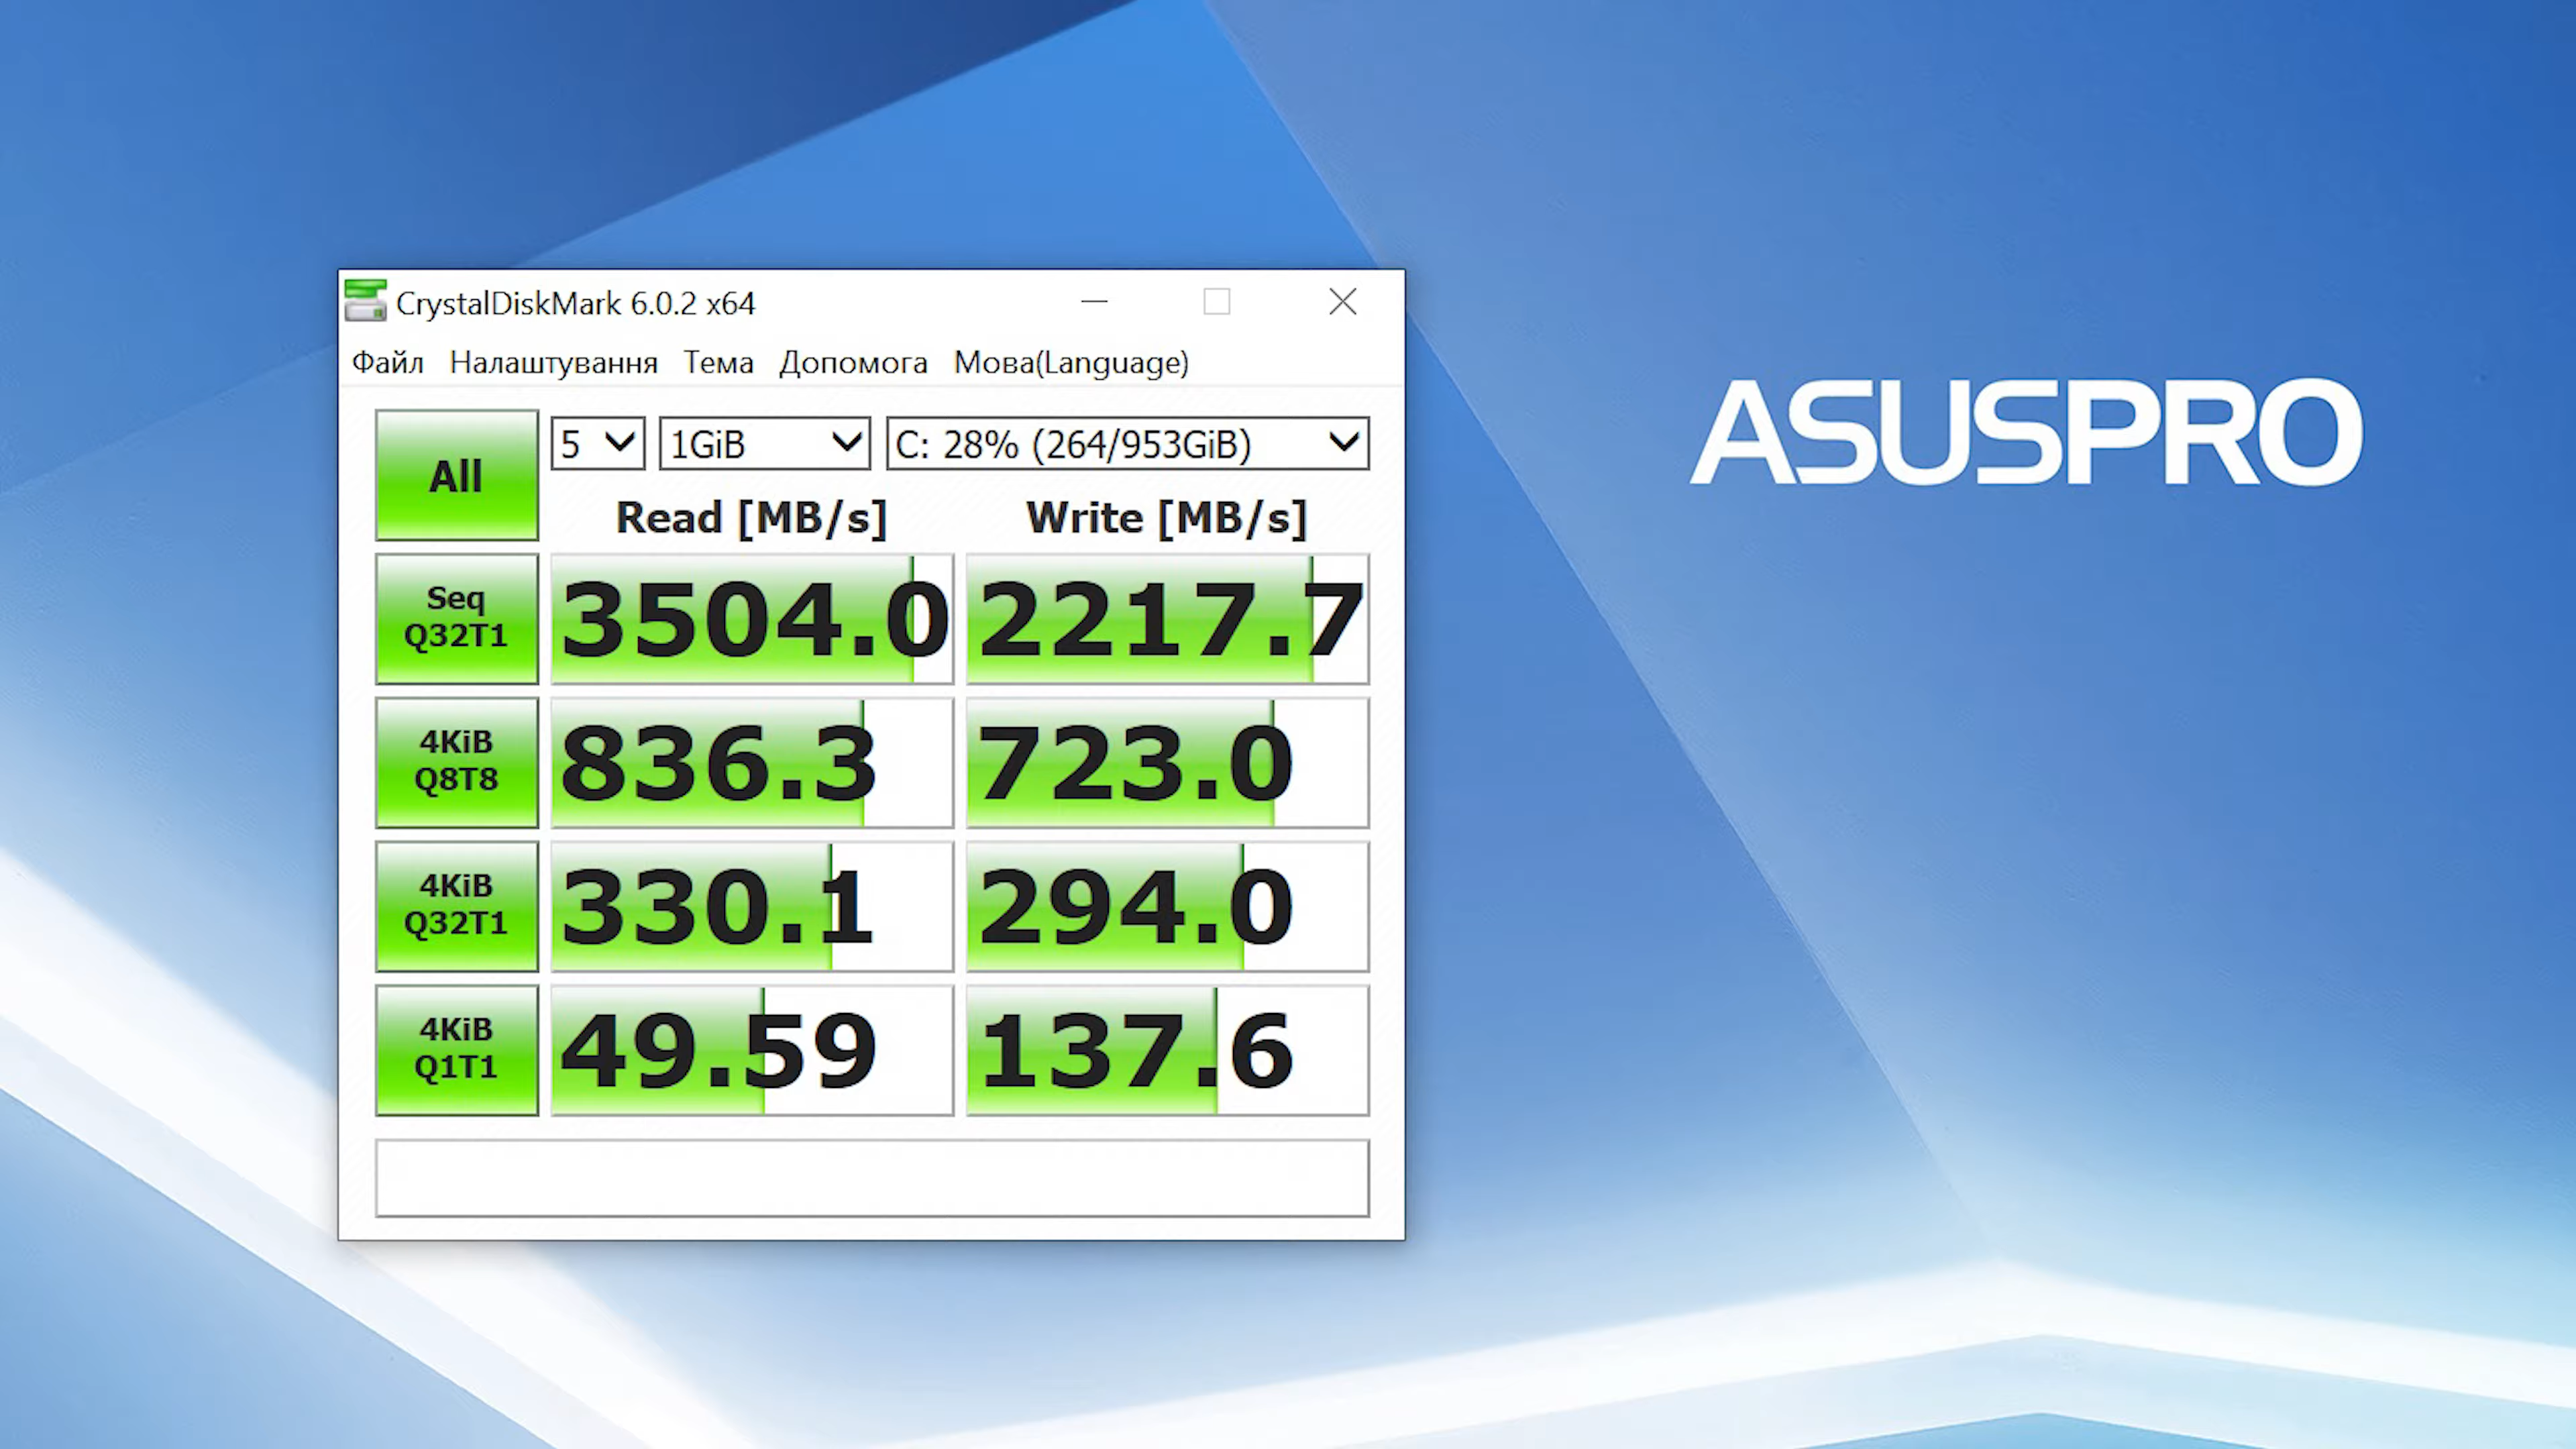 CrystalDiskMark 6.0.2 x64
Файл Налаштування Тема Допомога Мова(Language)
All 5 1GiB C: 28% (264/953GiB)
Read [MB/s] Write [MB/s]
Seq
Q32T1
3504.0 2217.7
4KiB
Q8T8
836.3 723.0
4KiB
Q32T1
330.1 294.0
4KiB
Q1T1
49.59 137.6
ASUSPRO